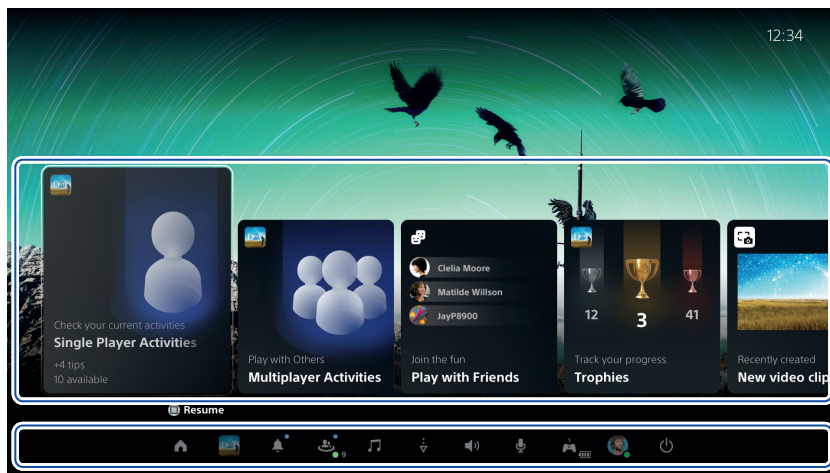 12:34
Check your current activities
Single Player Activities
+4 tips
10 available
Play with Others
Multiplayer Activities
Clelia Moore
Matilde Willson
JayP8900
Join the fun
Play with Friends
12
3
41
Track your progress
Trophies
Recently created
New video clip
Resume
9